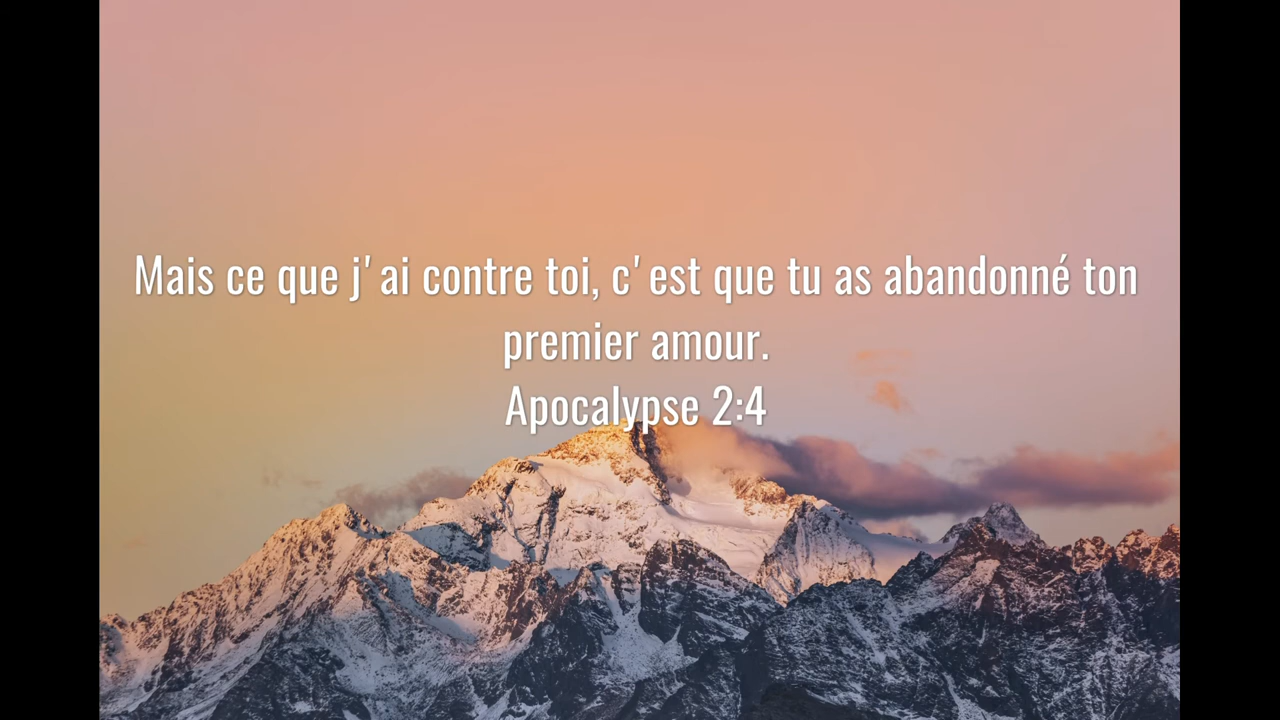 Mais ce que j'ai contre toi, c'est que tu as abandonné ton
premier amour.
Apocalypse 2:4